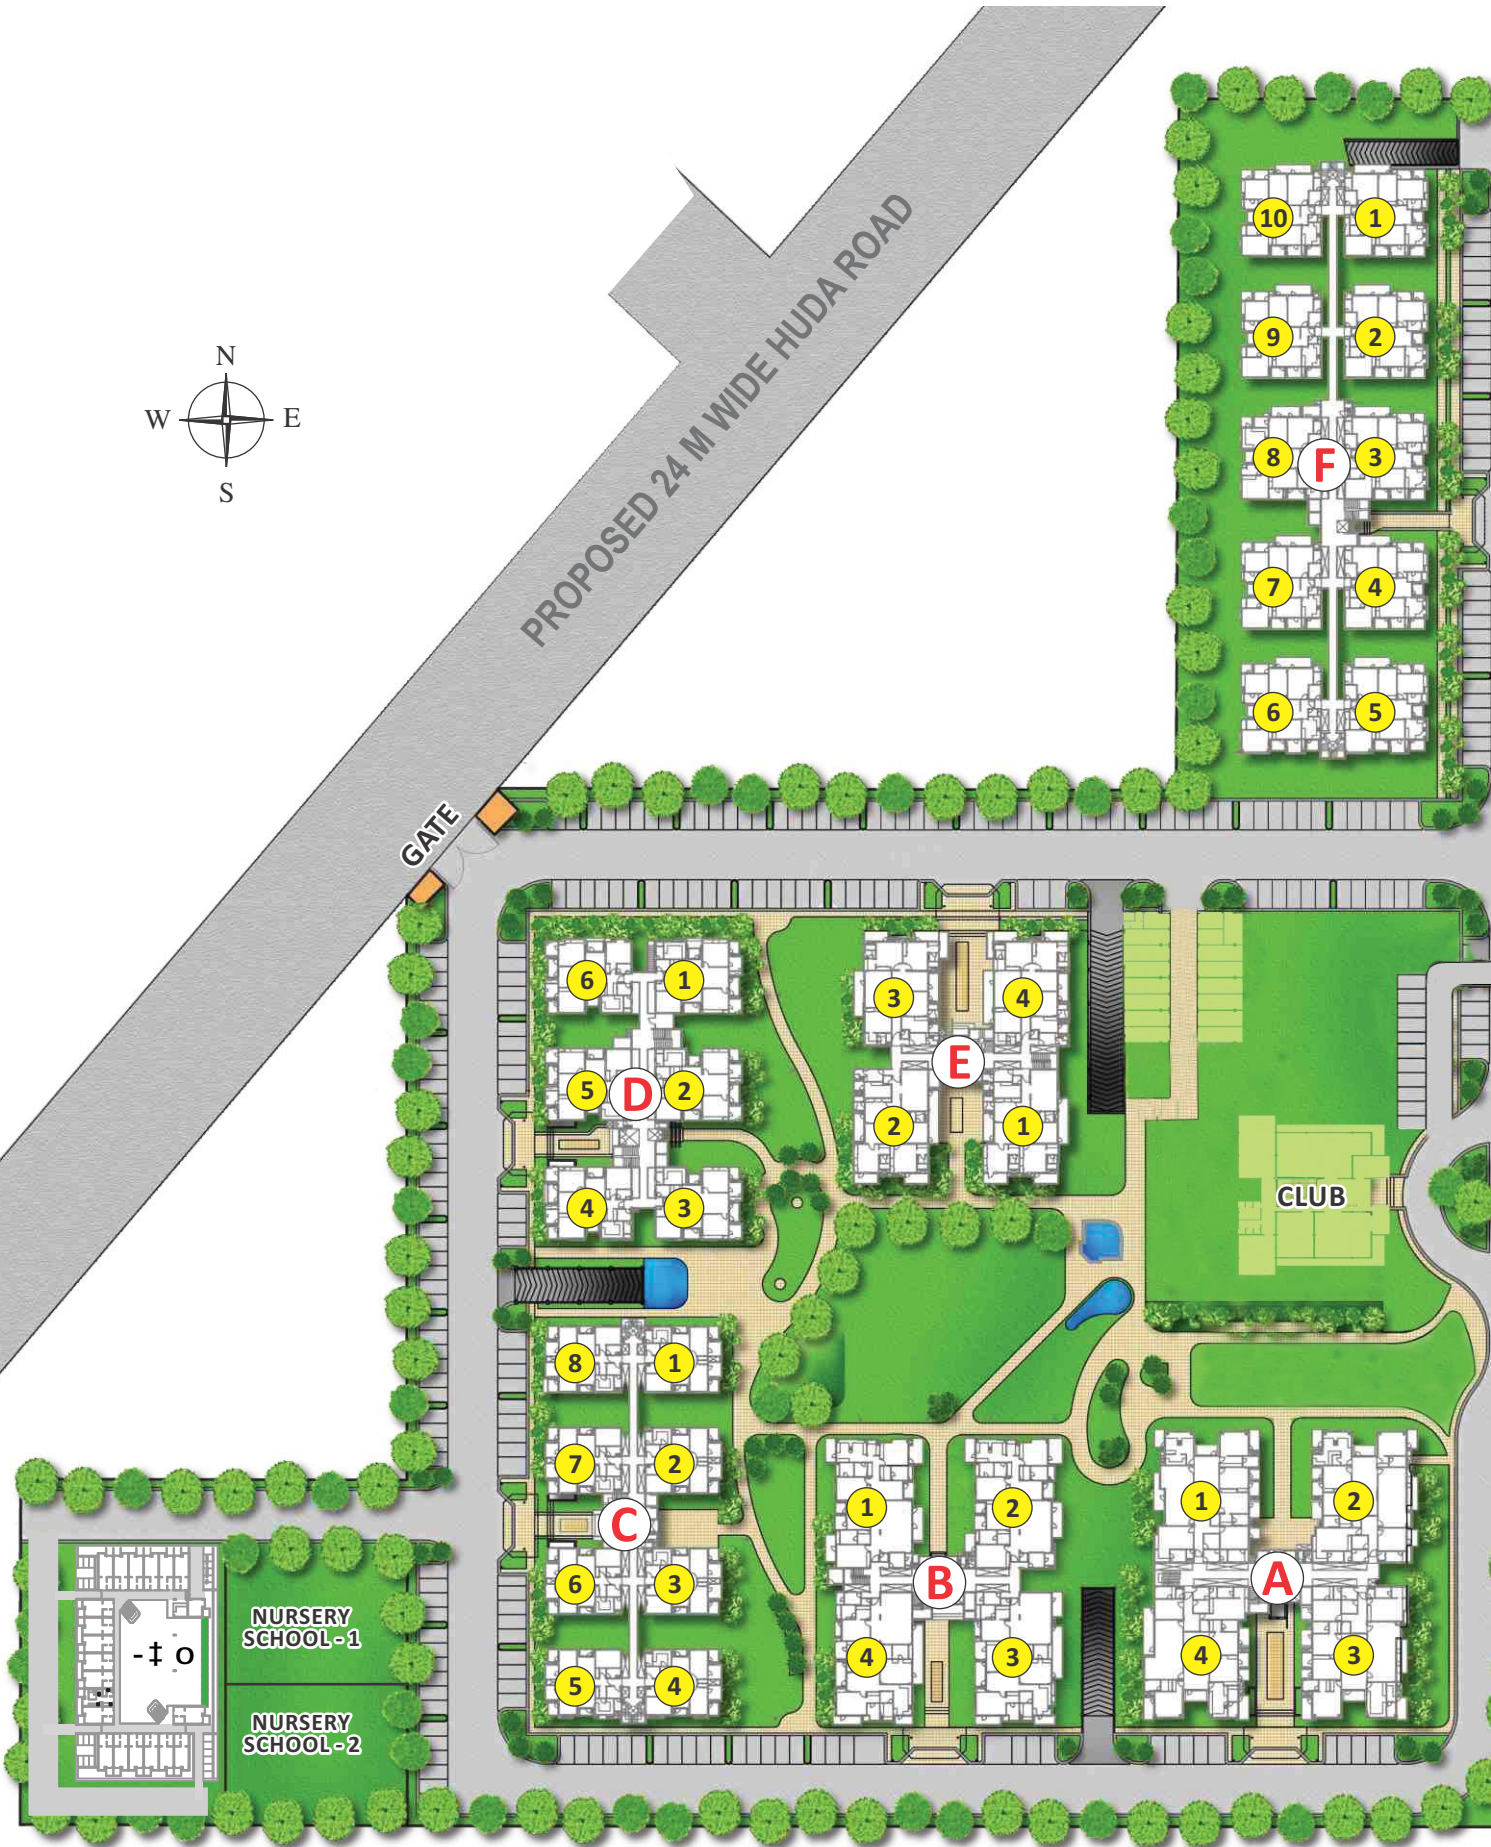 PROPOSED 24 M WIDE HUDA ROAD
N
W E
S
10 1
9 2
8 F 3
7 4
6 5
GATE
6 1
5 D 2
4 3
3 4
E
2 1
CLUB
8 1
7 2
C
6 3
5 4
1 2
B
4 3
1 2
A
4 3
NURSERY
SCHOOL - 1
NURSERY
SCHOOL - 2
-‡ o